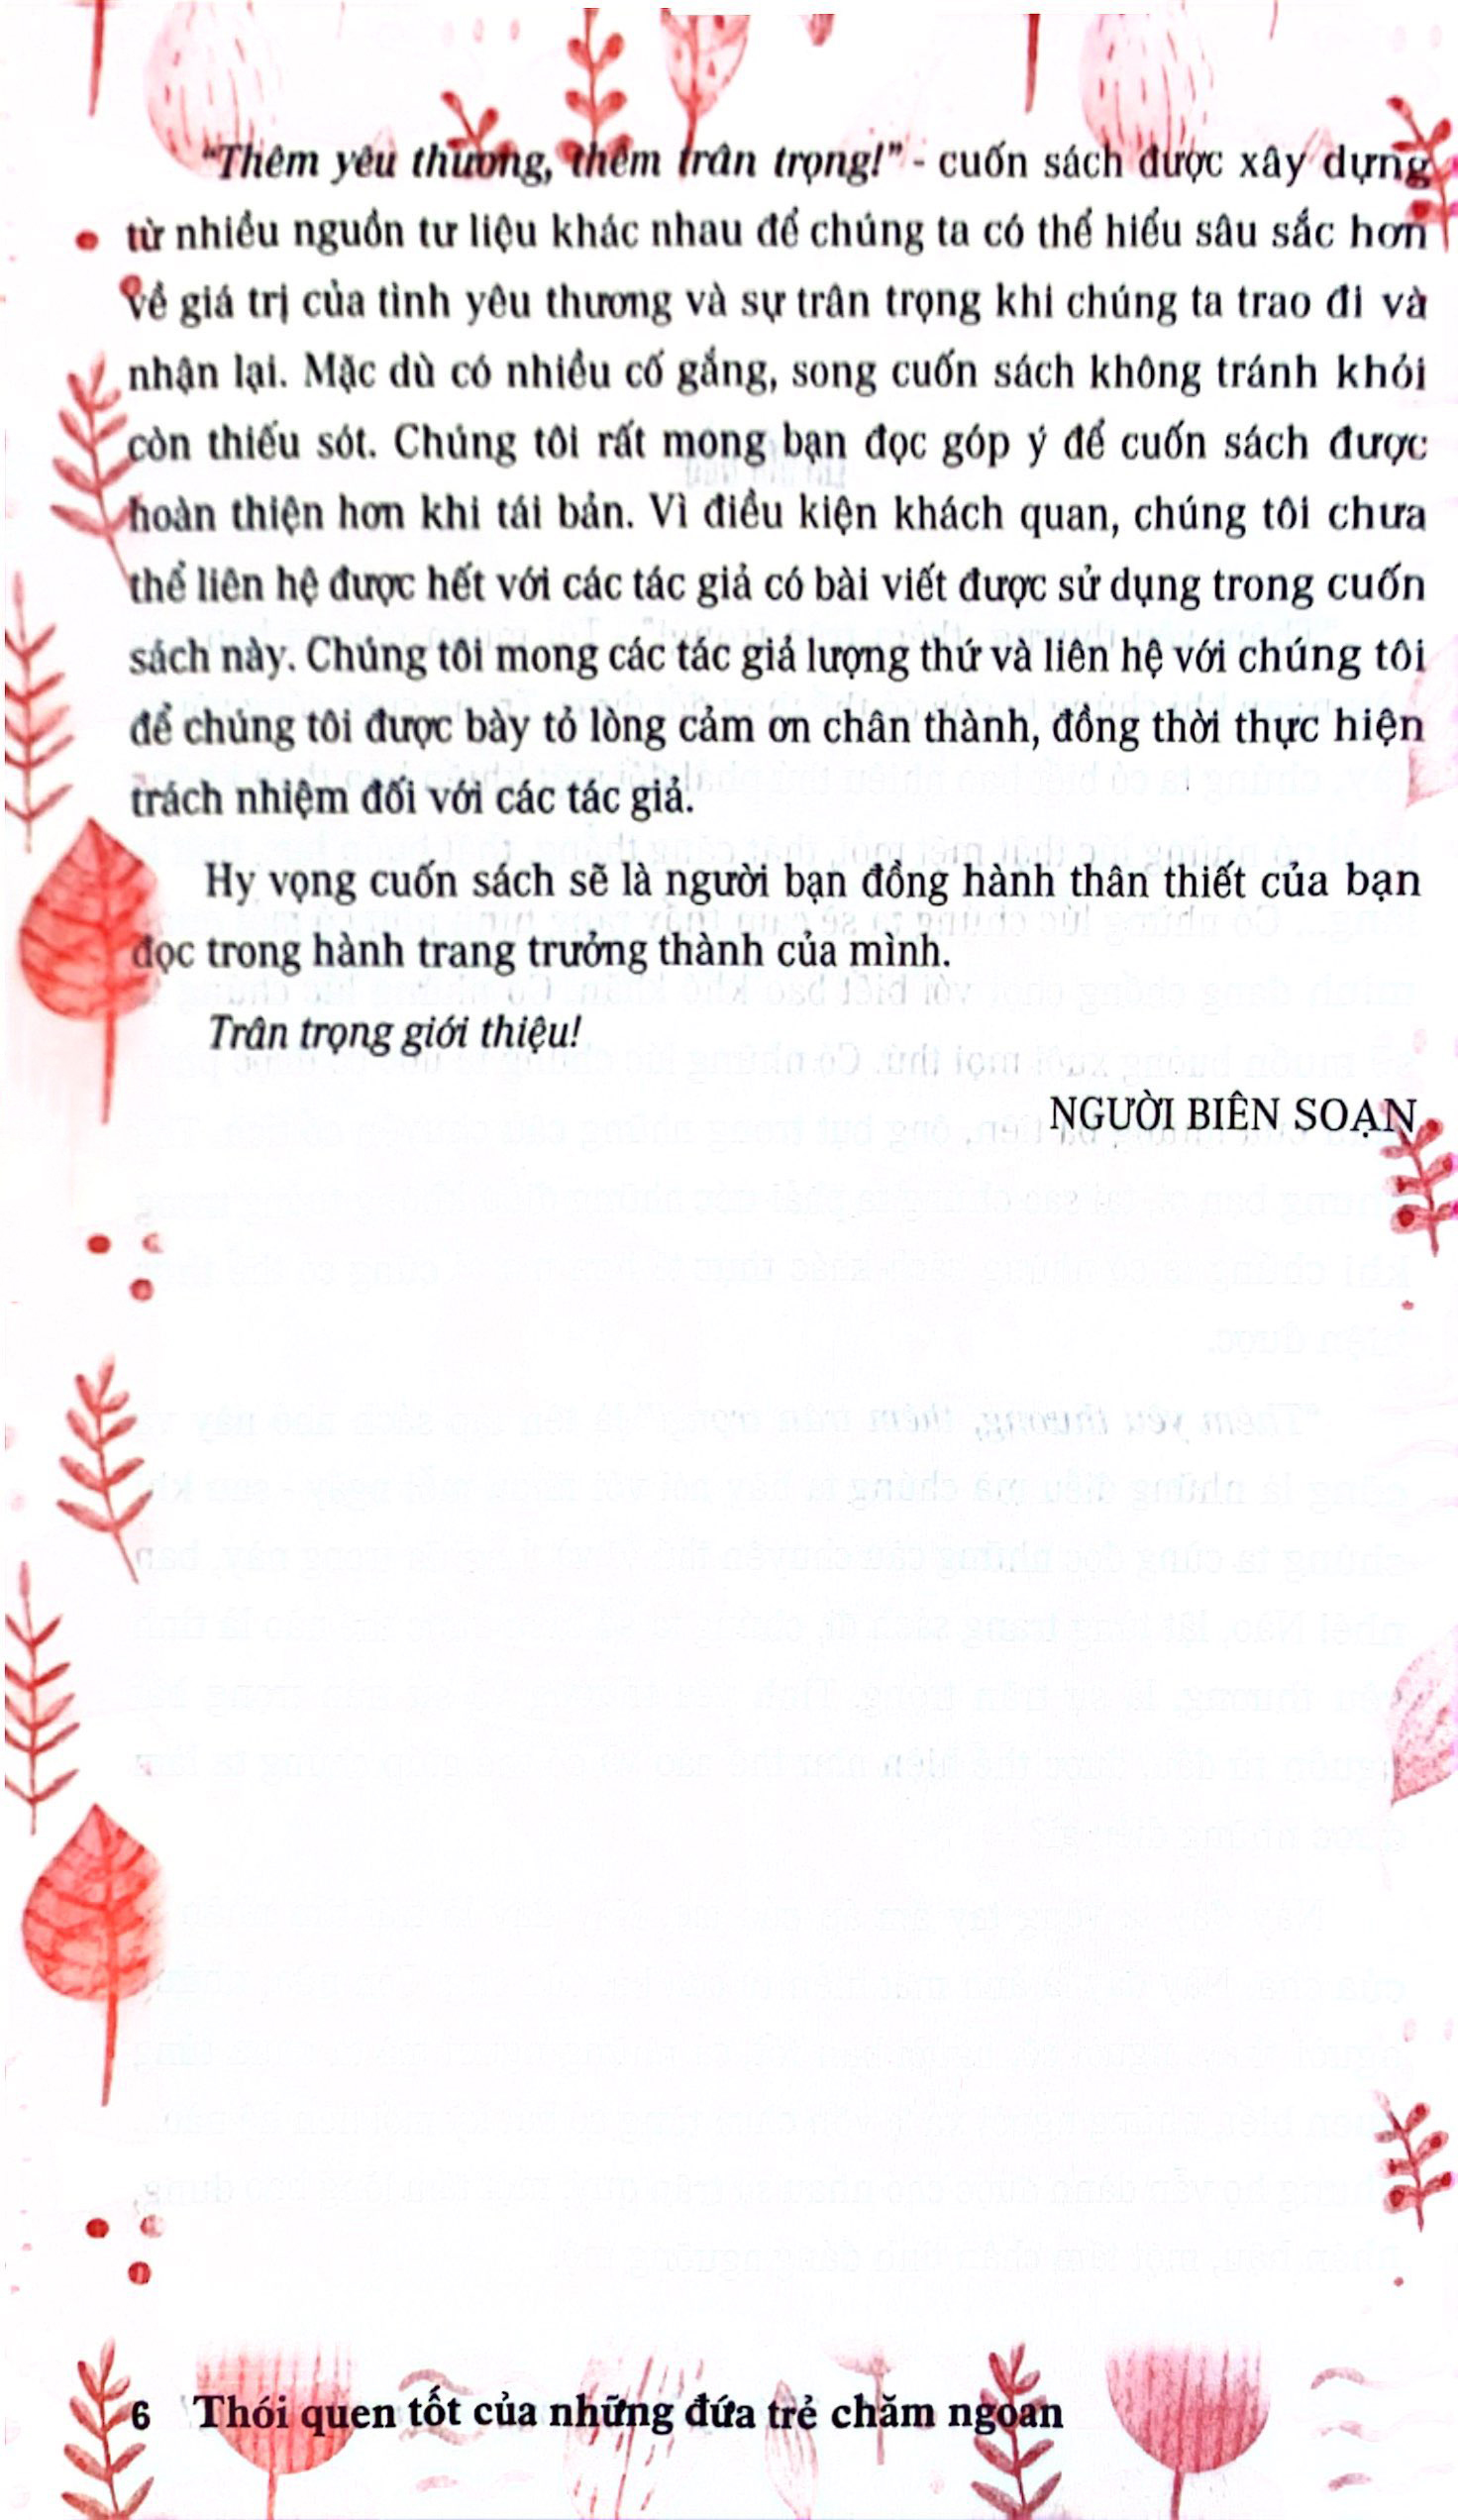 "Thêm yêu thương, thêm trân trọng!" - cuốn sách được xây dựng
từ nhiều nguồn tư liệu khác nhau để chúng ta có thể hiểu sâu sắc hơn
về giá trị của tình yêu thương và sự trân trọng khi chúng ta trao đi và
nhận lại. Mặc dù có nhiều cố gắng, song cuốn sách không tránh khỏi
còn thiếu sót. Chúng tôi rất mong bạn đọc góp ý để cuốn sách được
hoàn thiện hơn khi tái bản. Vì điều kiện khách quan, chúng tôi chưa
thể liên hệ được hết với các tác giả có bài viết được sử dụng trong cuốn
sách này. Chúng tôi mong các tác giả lượng thứ và liên hệ với chúng tôi
để chúng tôi được bày tỏ lòng cảm ơn chân thành, đồng thời thực hiện
trách nhiệm đối với các tác giả.
Hy vọng cuốn sách sẽ là người bạn đồng hành thân thiết của bạn
đọc trong hành trang trưởng thành của mình.
Trân trọng giới thiệu!
NGƯỜI BIÊN SOẠN
6 Thói quen tốt của những đứa trẻ chăm ngoan